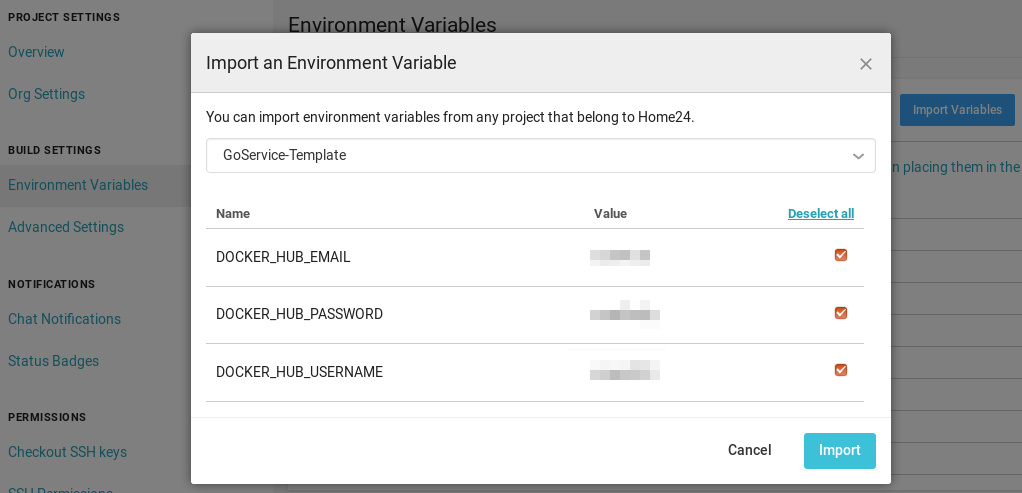 PROJECT SETTINGS
Overview
Org Settings
BUILD SETTINGS
Environment Variables
Advanced Settings
NOTIFICATIONS
Chat Notifications
Status Badges
PERMISSIONS
Checkout SSH keys
SSH Permissions
Environment Variables
Import Variables
n placing them in the
Import an Environment Variable
You can import environment variables from any project that belong to Home24.
GoService-Template
Name Value Deselect all
DOCKER_HUB_EMAIL
DOCKER_HUB_PASSWORD
DOCKER_HUB_USERNAME
Cancel Import